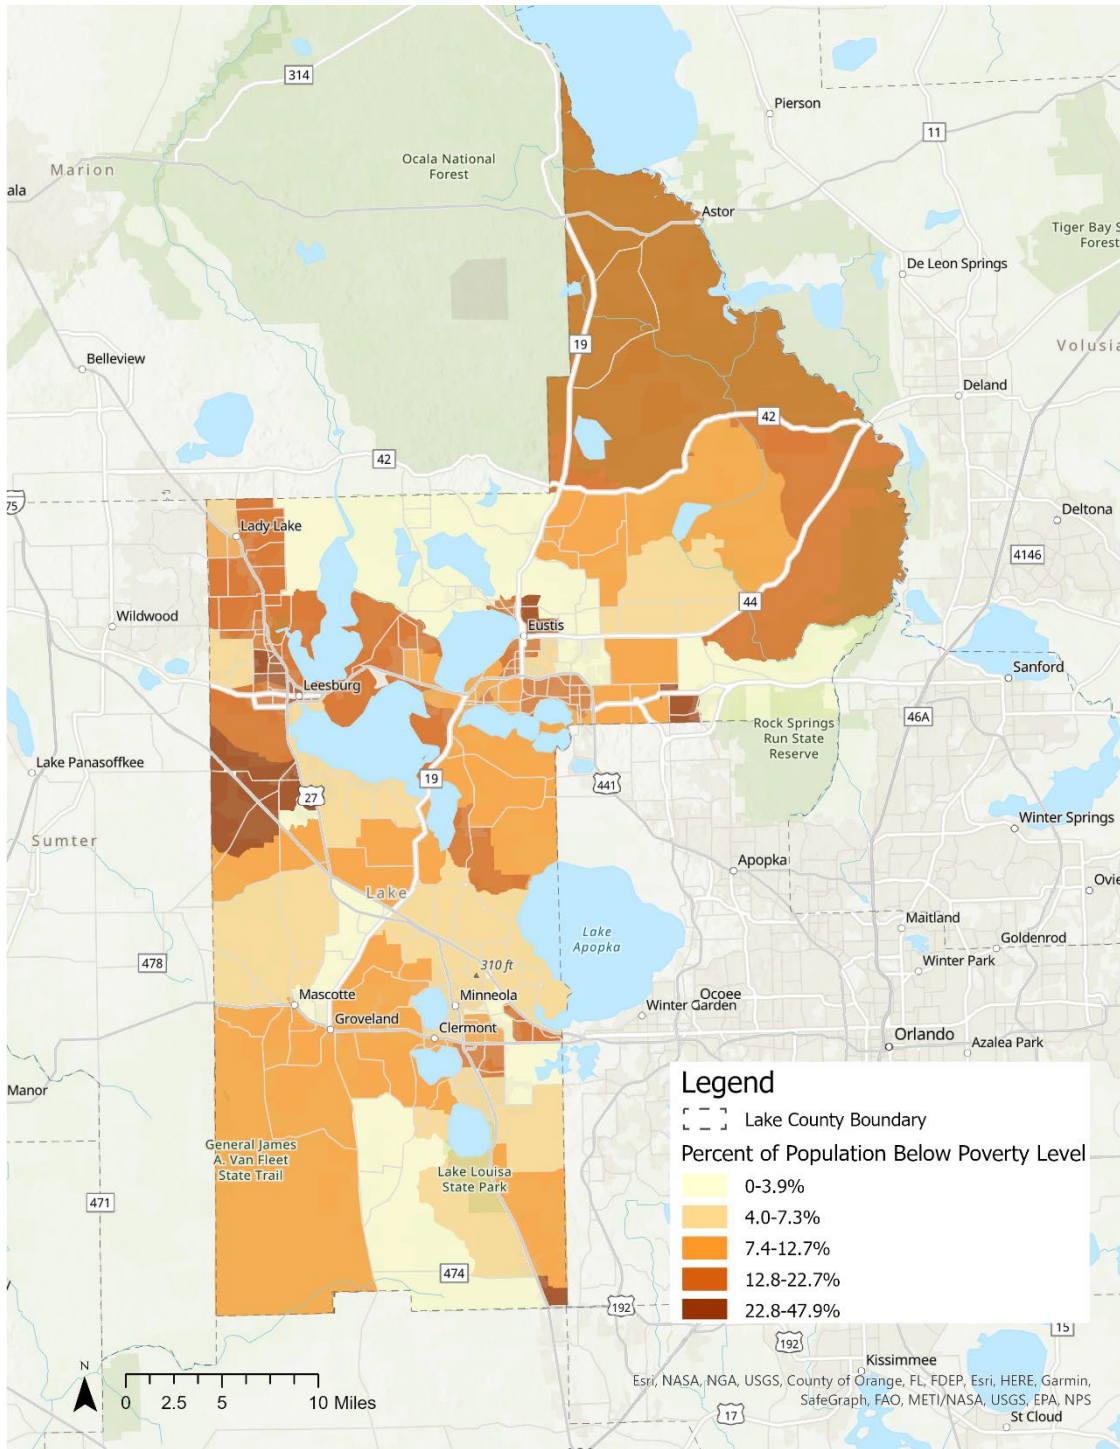 314
Pierson
11
Marion
Ocala National
Forest
ala
Astor
Tiger Bay S
Forest
De Leon Springs
19
Volusia
Belleview
Deland
42
42
75
Lady Lake
Deltona
4146
Wildwood
44
Eustis
Sanford
Leesburg
46A
Rock Springs
Run State
Reserve
Lake Panasoffkee
19
441
27
Winter Springs
Sumter
Apopka
Ovie
Lake
Maitland
Lake
Apopka
Goldenrod
478
310 ft
Winter Park
Mascotte
Minneola
Ocoee
Winter Garden
Groveland
Clermont
Orlando
Azalea Park
Manor
Legend
Lake County Boundary
Percent of Population Below Poverty Level
0-3.9%
4.0-7.3%
7.4-12.7%
12.8-22.7%
22.8-47.9%
General James
A. Van Fleet
State Trail
Lake Louisa
State Park
471
474
192
15
192
N
0 2.5 5 10 Miles
Kissimmee
Esri, NASA, NGA, USGS, County of Orange, FL, FDEP, Esri, HERE, Garmin,
SafeGraph, FAO, METI/NASA, USGS, EPA, NPS
17
St Cloud